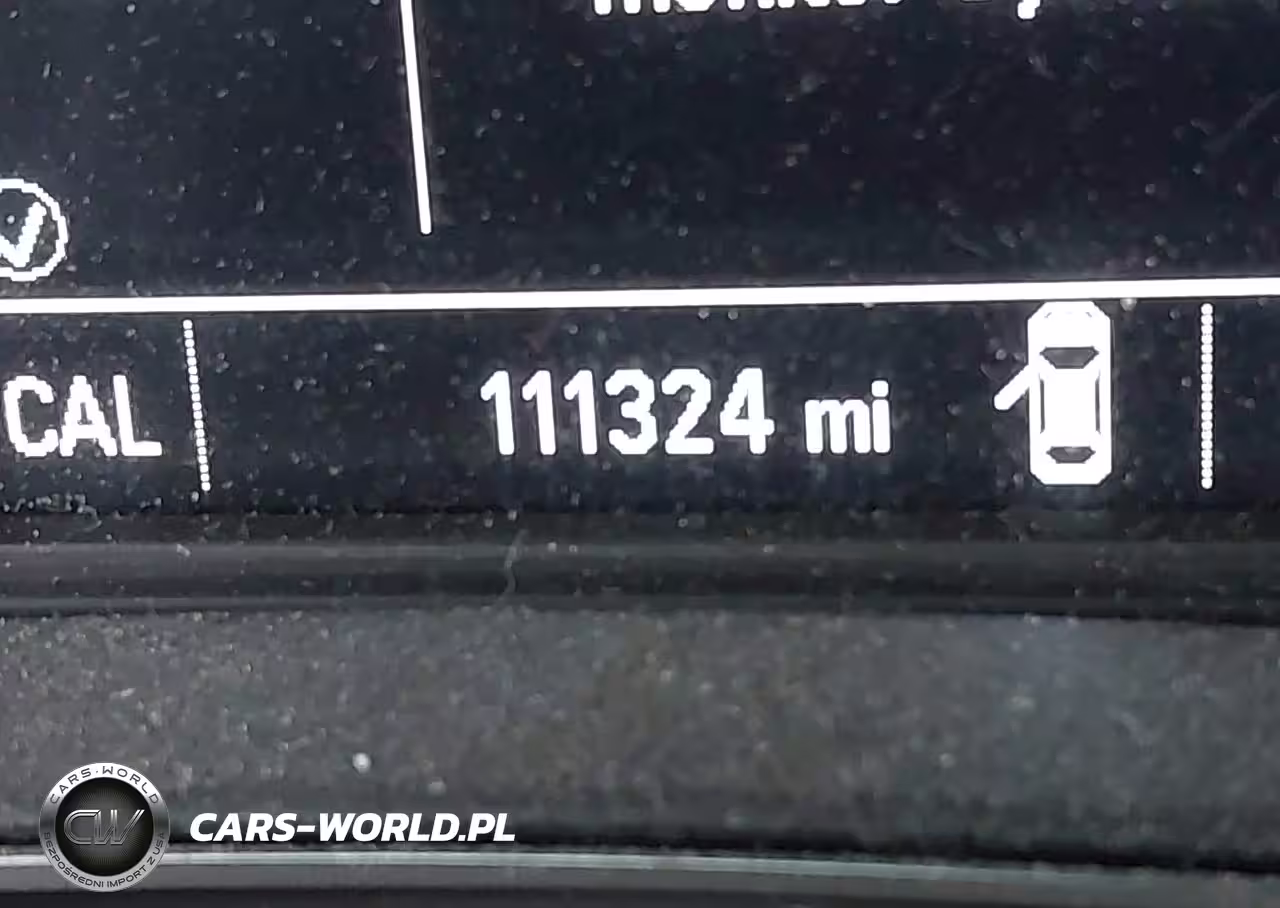 CAL
111324 mi
CARS-WORLD
CW
BEZPOŚREDNI IMPORT Z USA
CARS-WORLD.PL